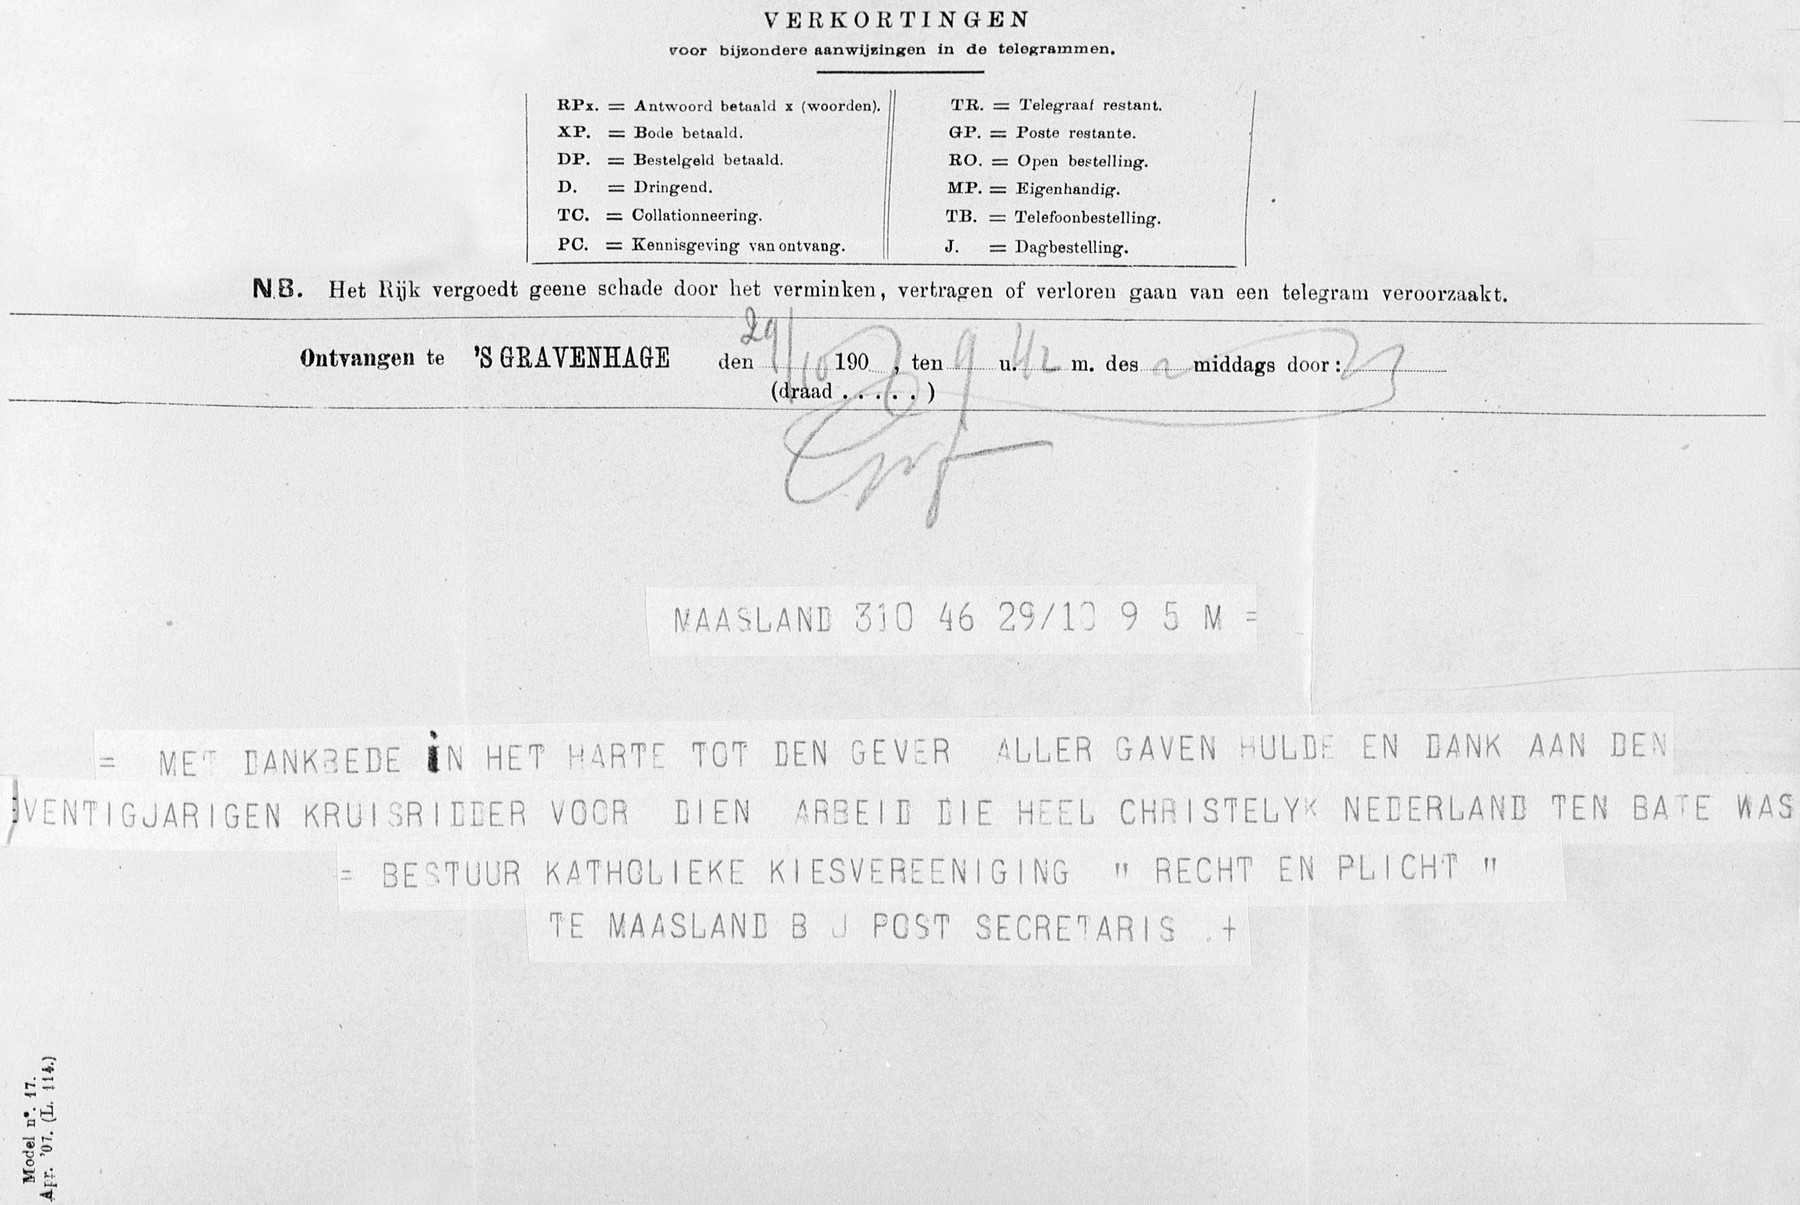 VERKORTINGEN
voor bijzondere aanwijzingen in de telegrammen.
RPx. = Antwoord betaald x (woorden).
XP. = Bode betaald.
DP. = Bestelgeld betaald.
D. = Dringend.
TC. = Collationneering.
PC. = Kennisgeving van ontvang.
TR. = Telegraaf restant.
GP. = Poste restante.
RO. = Open bestelling.
MP. = Eigenhandig.
TB. = Telefoonbestelling.
J. = Dagbestelling.
N.B. Het Rijk vergoedt geene schade door het verminken, vertragen of verloren gaan van een telegram veroorzaakt.
Ontvangen te 'S GRAVENHAGE den 29/10 190 , ten 9 u. 42 m. des middags door:
(draad . . . . . )
MAASLAND 310 46 29/10 9 5 M =
= MET DANKBEDE iN HET HARTE TOT DEN GEVER ALLER GAVEN HULDE EN DANK AAN DEN
VENTIGJARIGEN KRUISRIDDER VOOR DIEN ARBEID DIE HEEL CHRISTELYK NEDERLAND TEN BATE WAS
= BESTUUR KATHOLIEKE KIESVEREENIGING " RECHT EN PLICHT "
TE MAASLAND B J POST SECRETARIS .+
Model n°. 17.
Apr. '07. (L. 114.)